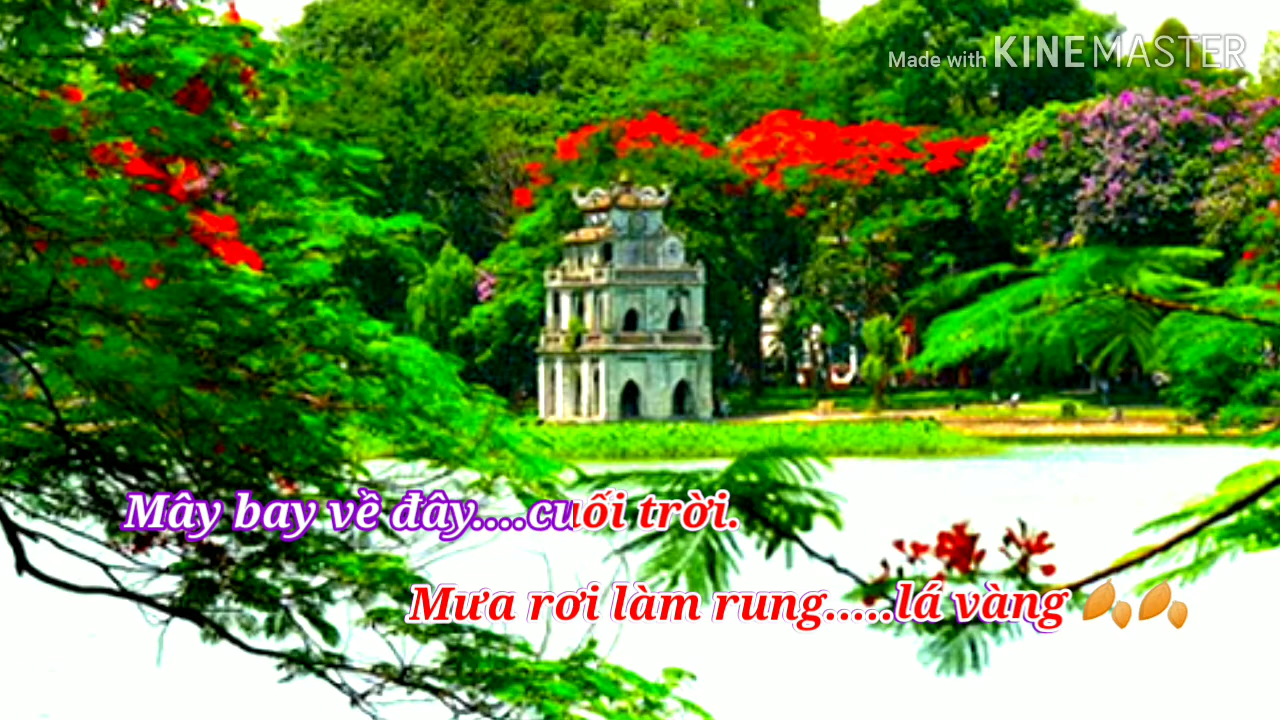 Made with KINEMASTER
Mây bay về đây....cuối trời.
Mưa rơi làm rung.....lá vàng 🍂🍂